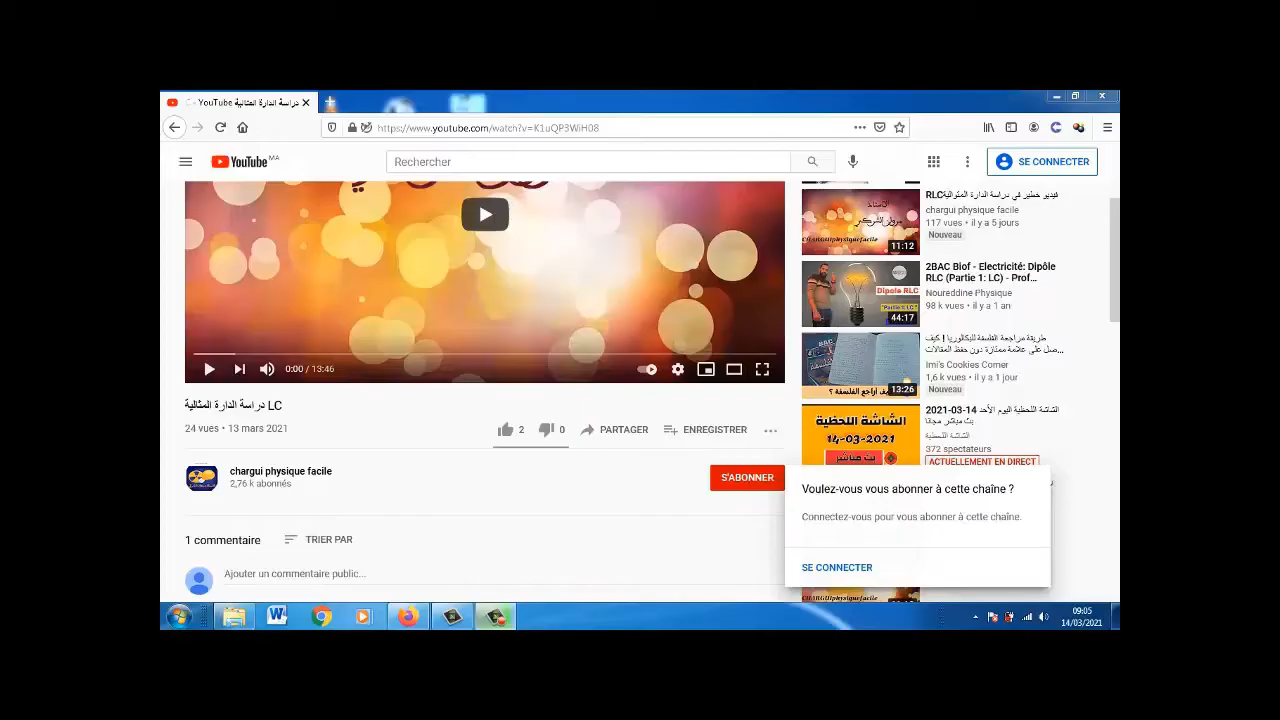 دراسة الدارة المثالية YouTube - C
https://www.youtube.com/watch?v=K1uQP3WiH08
YouTube MA
Rechercher
SE CONNECTER
0:00 / 13:46
دراسة الدارة المثالية LC
24 vues • 13 mars 2021
2
0
PARTAGER
ENREGISTRER
chargui physique facile
2,76 k abonnés
S'ABONNER
1 commentaire
TRIER PAR
Ajouter un commentaire public...
الاستاذ
CHARGUIphysiquefacile
11:12
فيديو خطير في دراسة الدارة المتوالية RLC
chargui physique facile
117 vues • il y a 5 jours
Nouveau
Dipôle RLC
"Partie 1: LC"
44:17
2BAC Biof - Electricité: Dipôle
RLC (Partie 1: LC) - Prof...
Noureddine Physique
98 k vues • il y a 1 an
كيف اراجع الفلسفة ؟
13:26
طريقة مراجعة الفلسفة للبكالوريا | كيف
حصل على علامة ممتازة دون حفظ المقالات...
Imi's Cookies Corner
1,6 k vues • il y a 1 jour
Nouveau
الشاشة اللحظية
14-03-2021
بث مباشر
الشاشة اللحظية اليوم الأحد 14-03-2021
بث مباشر مجانا
الشاشة اللحظية
372 spectateurs
ACTUELLEMENT EN DIRECT
Voulez-vous vous abonner à cette chaîne ?
Connectez-vous pour vous abonner à cette chaîne.
SE CONNECTER
09:05
14/03/2021